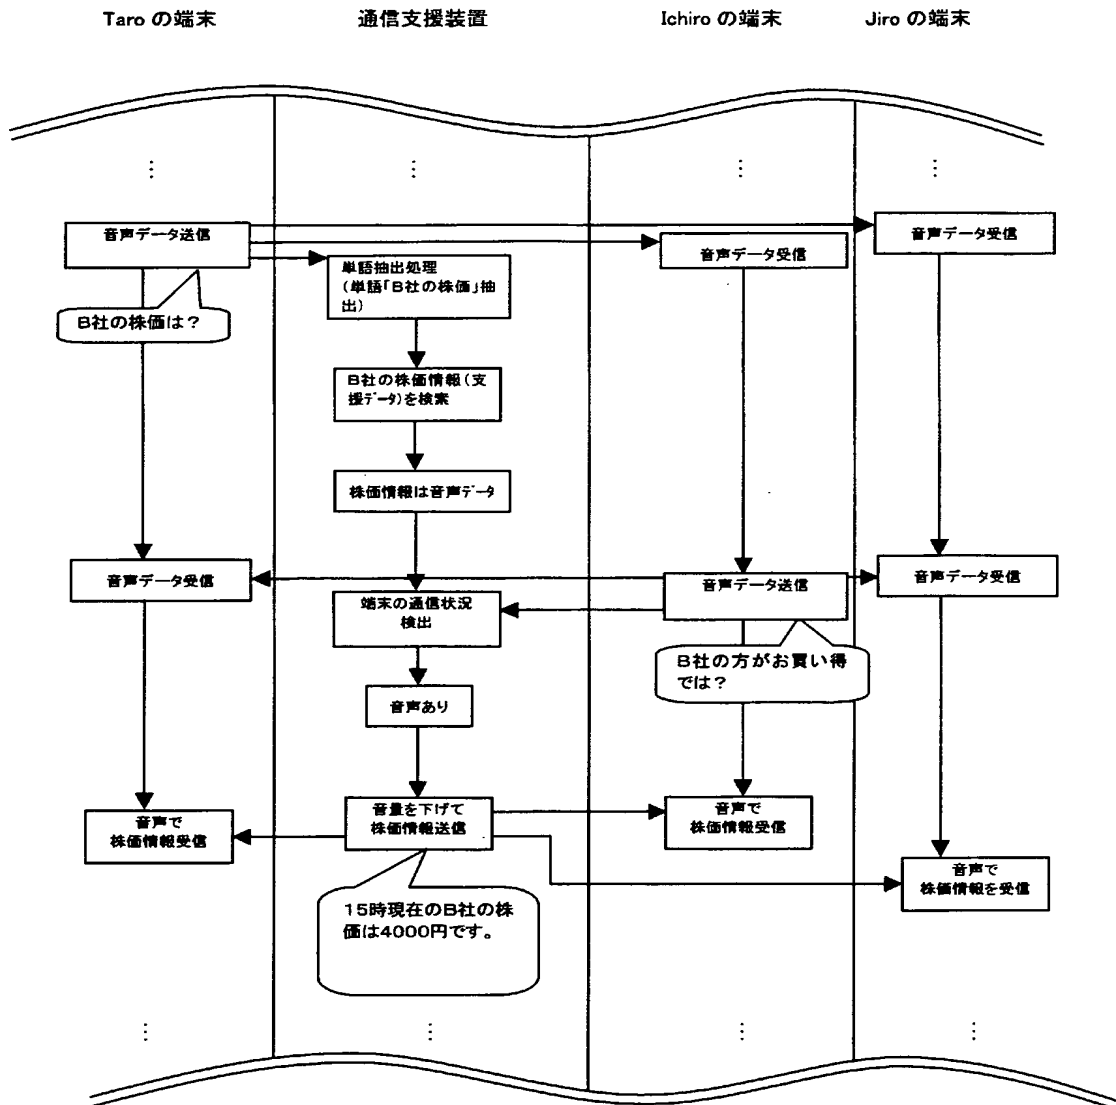 Taro の端末
通信支援装置
Ichiro の端末
Jiro の端末
音声データ送信
音声データ受信
音声データ受信
B社の株価は?
単語抽出処理
(単語「B社の株価」抽
出)
B社の株価情報(支
援データ)を検索
株価情報は音声データ
音声データ受信
音声データ送信
音声データ受信
端末の通信状況
検出
B社の方がお買い得
では?
音声あり
音声で
株価情報受信
音量を下げて
株価情報送信
音声で
株価情報受信
音声で
株価情報を受信
15時現在のB社の株
価は4000円です。